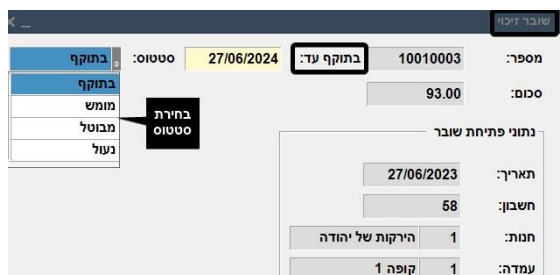 שובר זיכוי
מספר: 10010003 בתוקף עד: 27/06/2024 סטטוס: בתוקף
סכום: 93.00
בתוקף
מומש
מבוטל
נעול
בחירת
סטטוס
נתוני פתיחת שובר
תאריך: 27/06/2023
חשבון: 58
חנות: 1 הירקות של יהודה
עמדה: 1 קופה 1